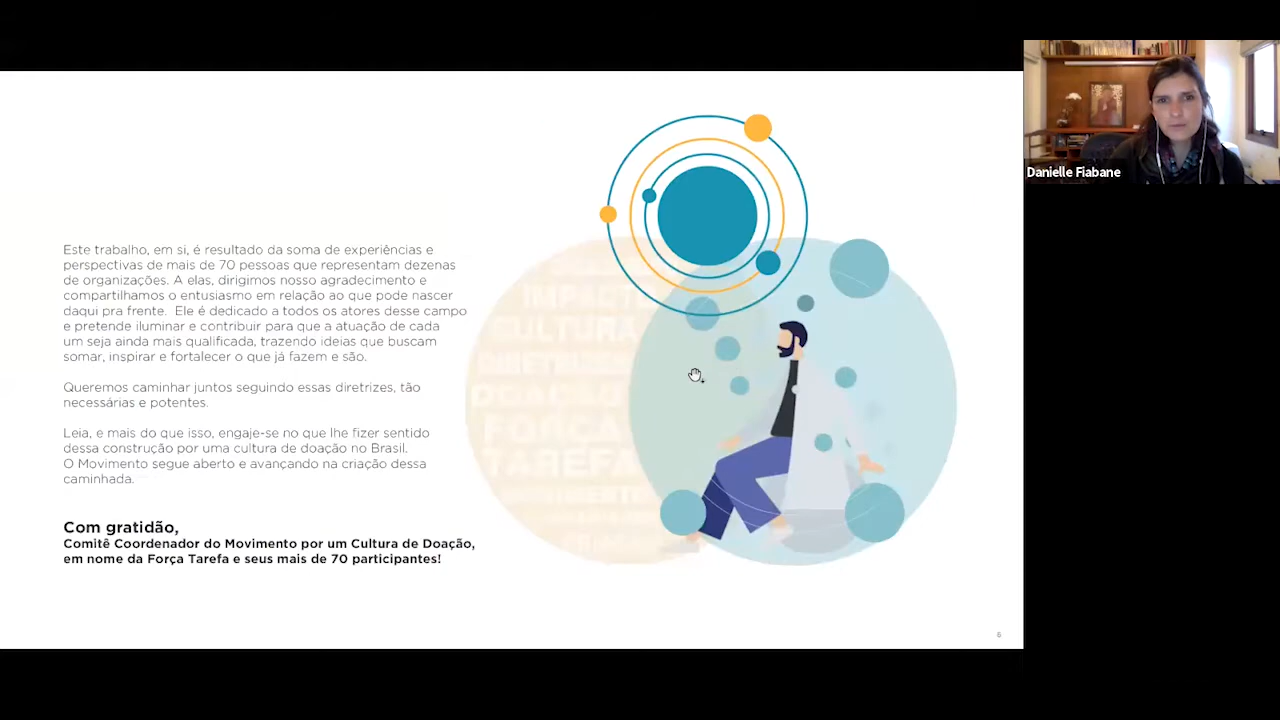 Este trabalho, em si, é resultado da soma de experiências e
perspectivas de mais de 70 pessoas que representam dezenas
de organizações. A elas, dirigimos nosso agradecimento e
compartilhamos o entusiasmo em relação ao que pode nascer
daqui pra frente. Ele é dedicado a todos os atores desse campo
e pretende iluminar e contribuir para que a atuação de cada
um seja ainda mais qualificada, trazendo ideias que buscam
somar, inspirar e fortalecer o que já fazem e são.
Queremos caminhar juntos seguindo essas diretrizes, tão
necessárias e potentes.
Leia, e mais do que isso, engaje-se no que lhe fizer sentido
dessa construção por uma cultura de doação no Brasil.
O Movimento segue aberto e avançando na criação dessa
caminhada.
Com gratidão,
Comitê Coordenador do Movimento por um Cultura de Doação,
em nome da Força Tarefa e seus mais de 70 participantes!
CULTURA
DOAÇÃO
FORÇA
TAREFA
6
Danielle Fiabane